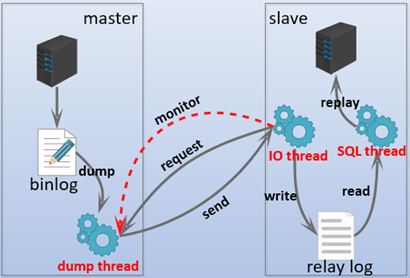 master
slave
monitor
replay
request
IO thread
SQL thread
binlog
dump
send
write
read
dump thread
relay log